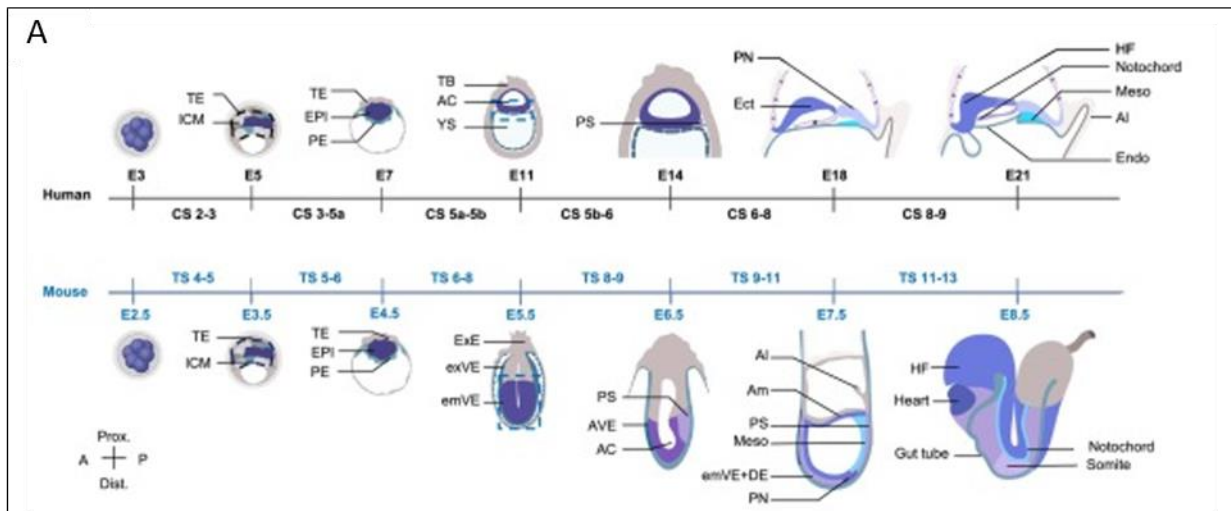 A
TE
ICM
TE
EPI
PE
TB
AC
YS
PS
PN
Ect
HF
Notochord
Meso
Al
Endo
E3 E5 E7 E11 E14 E18 E21
Human
CS 2-3 CS 3-5a CS 5a-5b CS 5b-6 CS 6-8 CS 8-9
TS 4-5 TS 5-6 TS 6-8 TS 8-9 TS 9-11 TS 11-13
Mouse
E2.5 E3.5 E4.5 E5.5 E6.5 E7.5 E8.5
TE
ICM
TE
EPI
PE
ExE
exVE
emVE
PS
AVE
AC
Al
Am
PS
Meso
emVE+DE
PN
HF
Heart
Gut tube
Notochord
Somite
Prox.
A P
Dist.